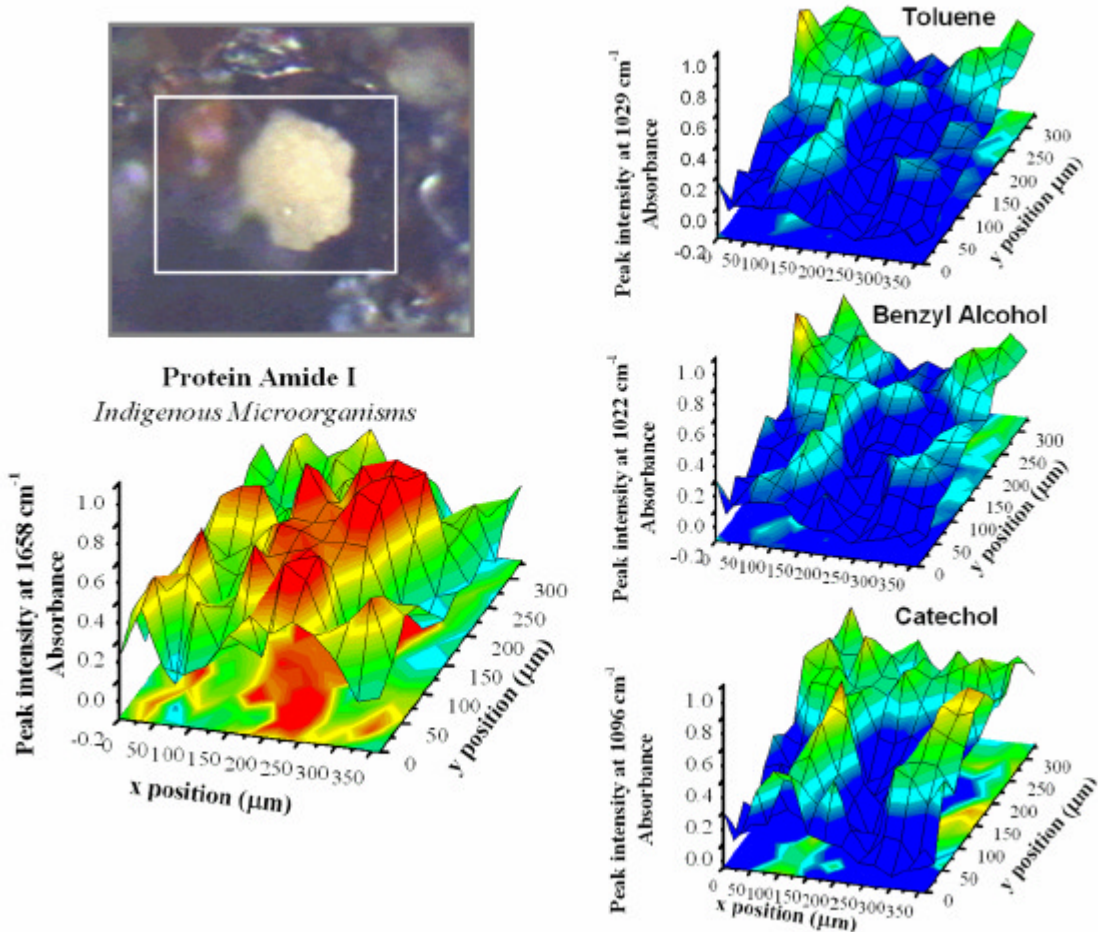 Protein Amide I
Indigenous Microorganisms
Peak intensity at 1658 cm⁻¹
Absorbance
1.0
0.8
0.6
0.4
0.2
0.0
-0.2
0 50 100 150 200 250 300 350
x position (µm)
0 50 100 150 200 250 300
y position (µm)
Toluene
Peak intensity at 1029 cm⁻¹
Absorbance
1.0
0.8
0.6
0.4
0.2
0.0
-0.2
0 50 100 150 200 250 300 350
0 50 100 150 200 250 300
y position µm)
Benzyl Alcohol
Peak intensity at 1022 cm⁻¹
Absorbance
1.0
0.8
0.6
0.4
0.2
0.0
-0.2
0 50 100 150 200 250 300 350
0 50 100 150 200 250 300
y position (µm)
Catechol
Peak intensity at 1096 cm⁻¹
Absorbance
1.0
0.8
0.6
0.4
0.2
0.0
0 50 100 150 200 250 300 350
x position (µm)
0 50 100 150 200 250 300
y position (µm)